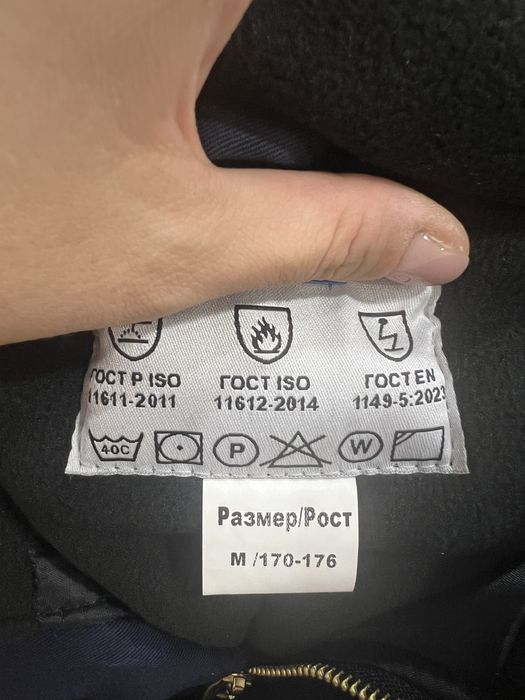 ГОСТ Р ISO
11611-2011
ГОСТ ISO
11612-2014
ГОСТ EN
1149-5:2023
40C
P
W
Размер/Рост
M /170-176